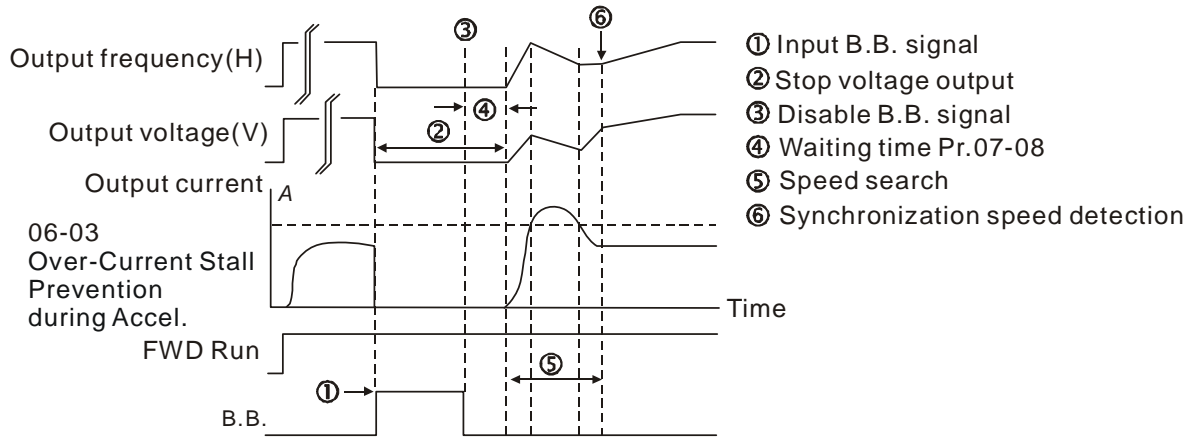 Output frequency(H)
Output voltage(V)
Output current
A
06-03
Over-Current Stall
Prevention
during Accel.
FWD Run
B.B.
①
②
③
④
⑤
⑥
Time
① Input B.B. signal
② Stop voltage output
③ Disable B.B. signal
④ Waiting time Pr.07-08
⑤ Speed search
⑥ Synchronization speed detection